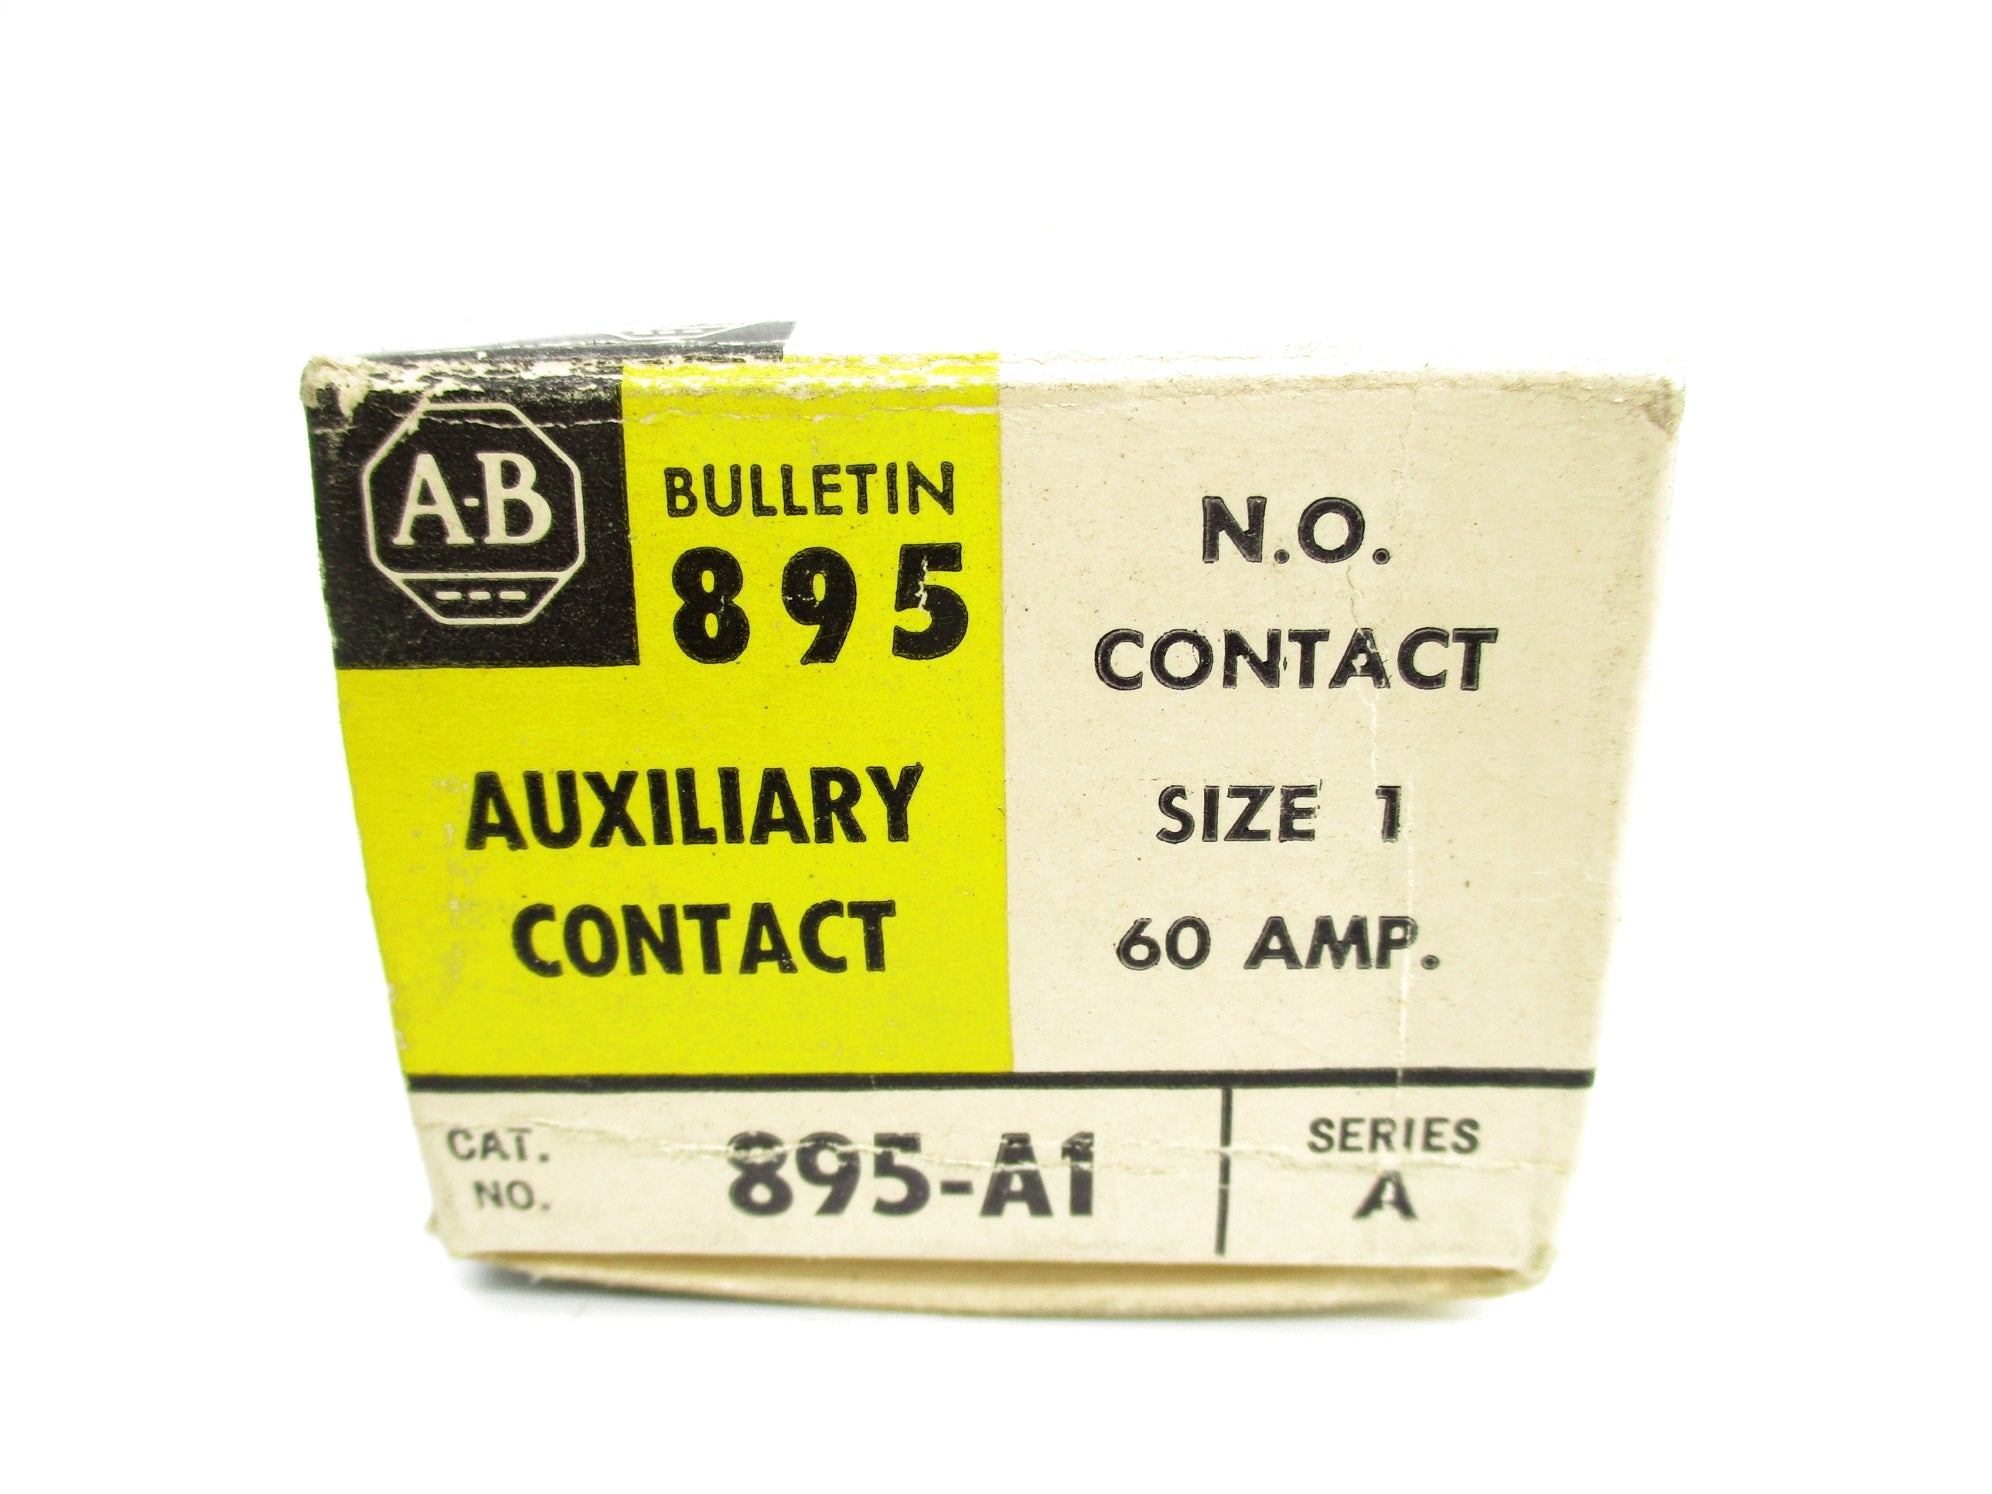 A-B
BULLETIN
895
AUXILIARY
CONTACT
N.O.
CONTACT
SIZE 1
60 AMP.
CAT.
NO.
895-A1
SERIES
A